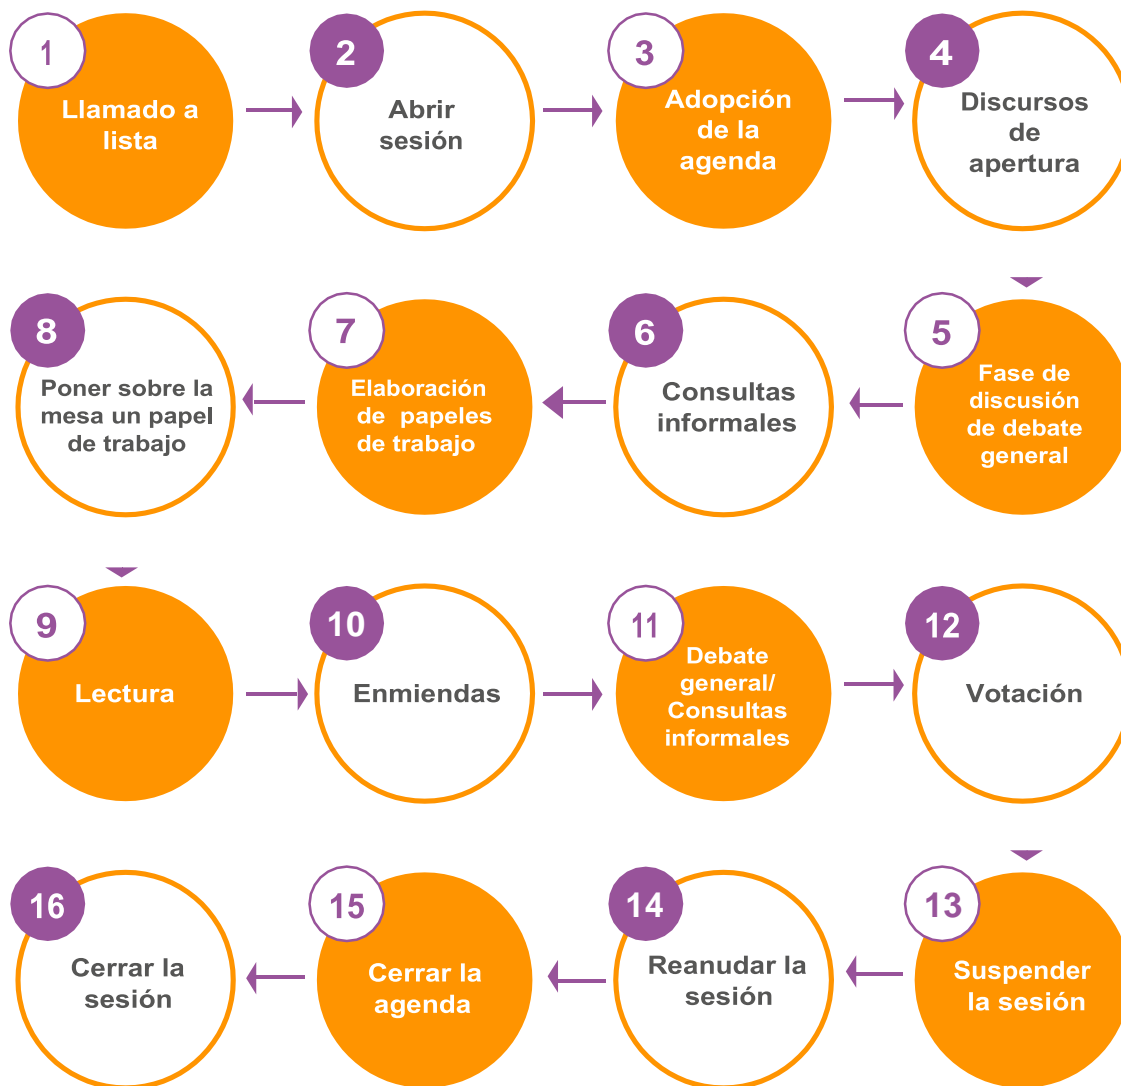 1
Llamado a
lista
2
Abrir
sesión
3
Adopción
de la
agenda
4
Discursos
de
apertura
5
Fase de
discusión
de debate
general
6
Consultas
informales
7
Elaboración
de papeles
de trabajo
8
Poner sobre la
mesa un papel
de trabajo
9
Lectura
10
Enmiendas
11
Debate
general/
Consultas
informales
12
Votación
13
Suspender
la sesión
14
Reanudar la
sesión
15
Cerrar la
agenda
16
Cerrar la
sesión